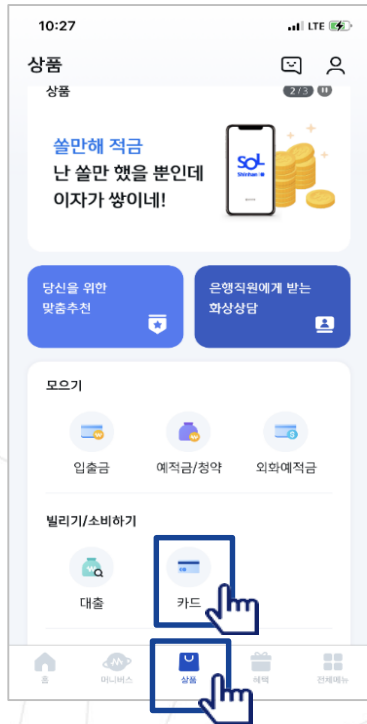 10:27 LTE
상품
상품 2/3
쏠만해 적금
난 쏠만 했을 뿐인데
이자가 쌓이네!
SOL
Shinhan
당신을 위한
맞춤추천
은행직원에게 받는
화상상담
모으기
입출금 예적금/청약 외화예적금
빌리기/소비하기
대출 카드
홈 머니버스 상품 혜택 전체메뉴